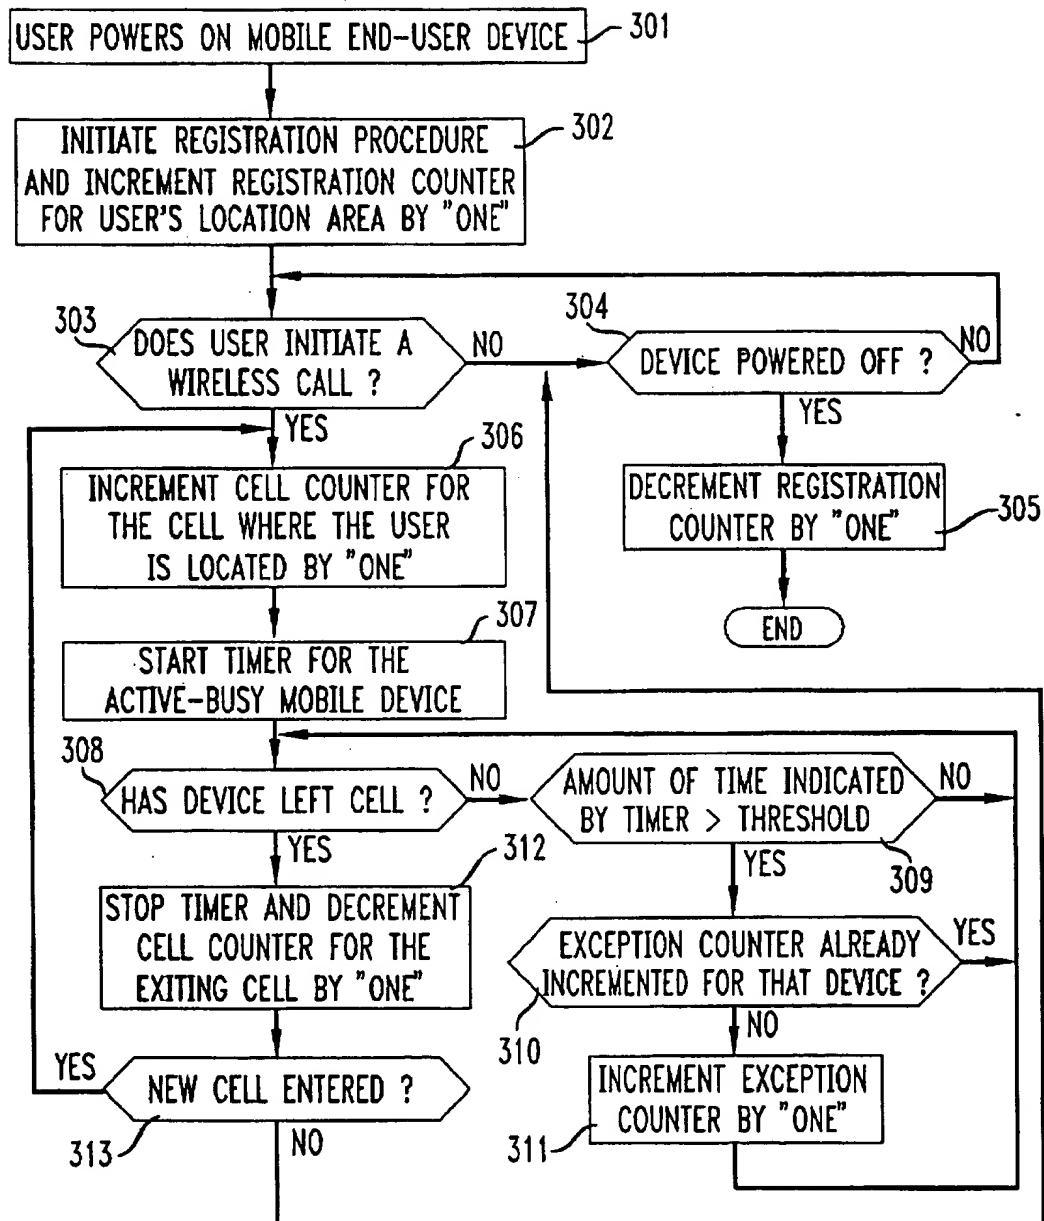 USER POWERS ON MOBILE END-USER DEVICE
301
INITIATE REGISTRATION PROCEDURE
AND INCREMENT REGISTRATION COUNTER
FOR USER'S LOCATION AREA BY "ONE"
302
303
DOES USER INITIATE A
WIRELESS CALL ?
NO
YES
304
DEVICE POWERED OFF ?
NO
YES
DECREMENT REGISTRATION
COUNTER BY "ONE"
305
END
306
INCREMENT CELL COUNTER FOR
THE CELL WHERE THE USER
IS LOCATED BY "ONE"
307
START TIMER FOR THE
ACTIVE-BUSY MOBILE DEVICE
308
HAS DEVICE LEFT CELL ?
NO
YES
AMOUNT OF TIME INDICATED
BY TIMER > THRESHOLD
NO
309
YES
312
STOP TIMER AND DECREMENT
CELL COUNTER FOR THE
EXITING CELL BY "ONE"
EXCEPTION COUNTER ALREADY
INCREMENTED FOR THAT DEVICE ?
YES
310
NO
INCREMENT EXCEPTION
COUNTER BY "ONE"
311
YES
NEW CELL ENTERED ?
313
NO